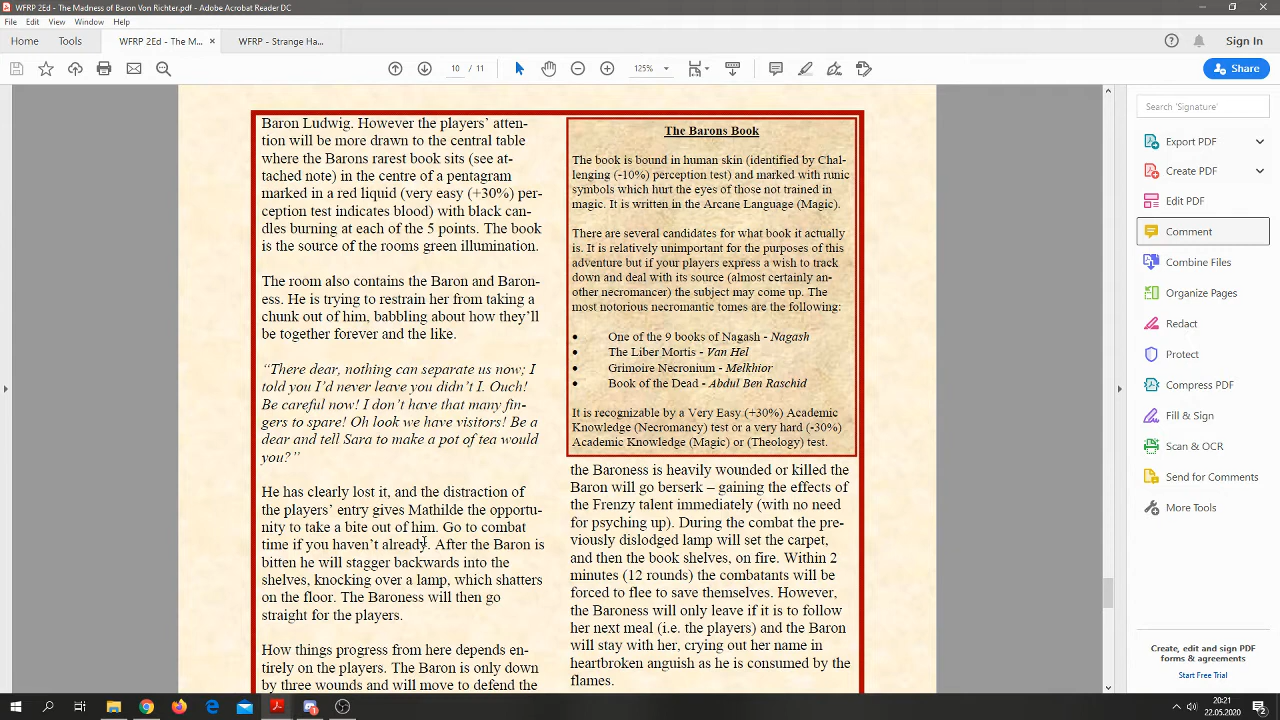 WFRP 2Ed - The Madness of Baron Von Richter.pdf - Adobe Acrobat Reader DC
File Edit View Window Help
Home Tools WFRP 2Ed - The M... × WFRP - Strange Ha... Sign In
10 / 11 125% Share
Baron Ludwig. However the players' atten-
tion will be more drawn to the central table
where the Barons rarest book sits (see at-
tached note) in the centre of a pentagram
marked in a red liquid (very easy (+30%) per-
ception test indicates blood) with black can-
dles burning at each of the 5 points. The book
is the source of the rooms green illumination.
The room also contains the Baron and Baron-
ess. He is trying to restrain her from taking a
chunk out of him, babbling about how they'll
be together forever and the like.
"There dear, nothing can separate us now; I
told you I'd never leave you didn't I. Ouch!
Be careful now! I don't have that many fin-
gers to spare! Oh look we have visitors! Be a
dear and tell Sara to make a pot of tea would
you?"
He has clearly lost it, and the distraction of
the players' entry gives Mathilde the opportu-
nity to take a bite out of him. Go to combat
time if you haven't already. After the Baron is
bitten he will stagger backwards into the
shelves, knocking over a lamp, which shatters
on the floor. The Baroness will then go
straight for the players.
How things progress from here depends en-
tirely on the players. The Baron is only down
by three wounds and will move to defend the
The Barons Book
The book is bound in human skin (identified by Chal-
lenging (-10%) perception test) and marked with runic
symbols which hurt the eyes of those not trained in
magic. It is written in the Arcane Language (Magic).
There are several candidates for what book it actually
is. It is relatively unimportant for the purposes of this
adventure but if your players express a wish to track
down and deal with its source (almost certainly an-
other necromancer) the subject may come up. The
most notorious necromantic tomes are the following:
• One of the 9 books of Nagash - Nagash
• The Liber Mortis - Van Hel
• Grimoire Necronium - Melkhior
• Book of the Dead - Abdul Ben Raschid
It is recognizable by a Very Easy (+30%) Academic
Knowledge (Necromancy) test or a very hard (-30%)
Academic Knowledge (Magic) or (Theology) test.
the Baroness is heavily wounded or killed the
Baron will go berserk – gaining the effects of
the Frenzy talent immediately (with no need
for psyching up). During the combat the pre-
viously dislodged lamp will set the carpet,
and then the book shelves, on fire. Within 2
minutes (12 rounds) the combatants will be
forced to flee to save themselves. However,
the Baroness will only leave if it is to follow
her next meal (i.e. the players) and the Baron
will stay with her, crying out her name in
heartbroken anguish as he is consumed by the
flames.
Search 'Signature'
Export PDF
Create PDF
Edit PDF
Comment
Combine Files
Organize Pages
Redact
Protect
Compress PDF
Fill & Sign
Scan & OCR
Send for Comments
More Tools
Create, edit and sign PDF
forms & agreements
Start Free Trial
20:21
22.05.2020
2